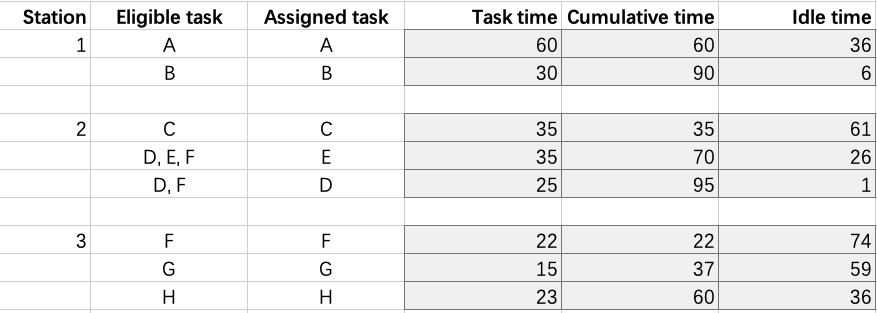 Station Eligible task Assigned task Task time Cumulative time Idle time
1 A A 60 60 36
B B 30 90 6
2 C C 35 35 61
D, E, F E 35 70 26
D, F D 25 95 1
3 F F 22 22 74
G G 15 37 59
H H 23 60 36